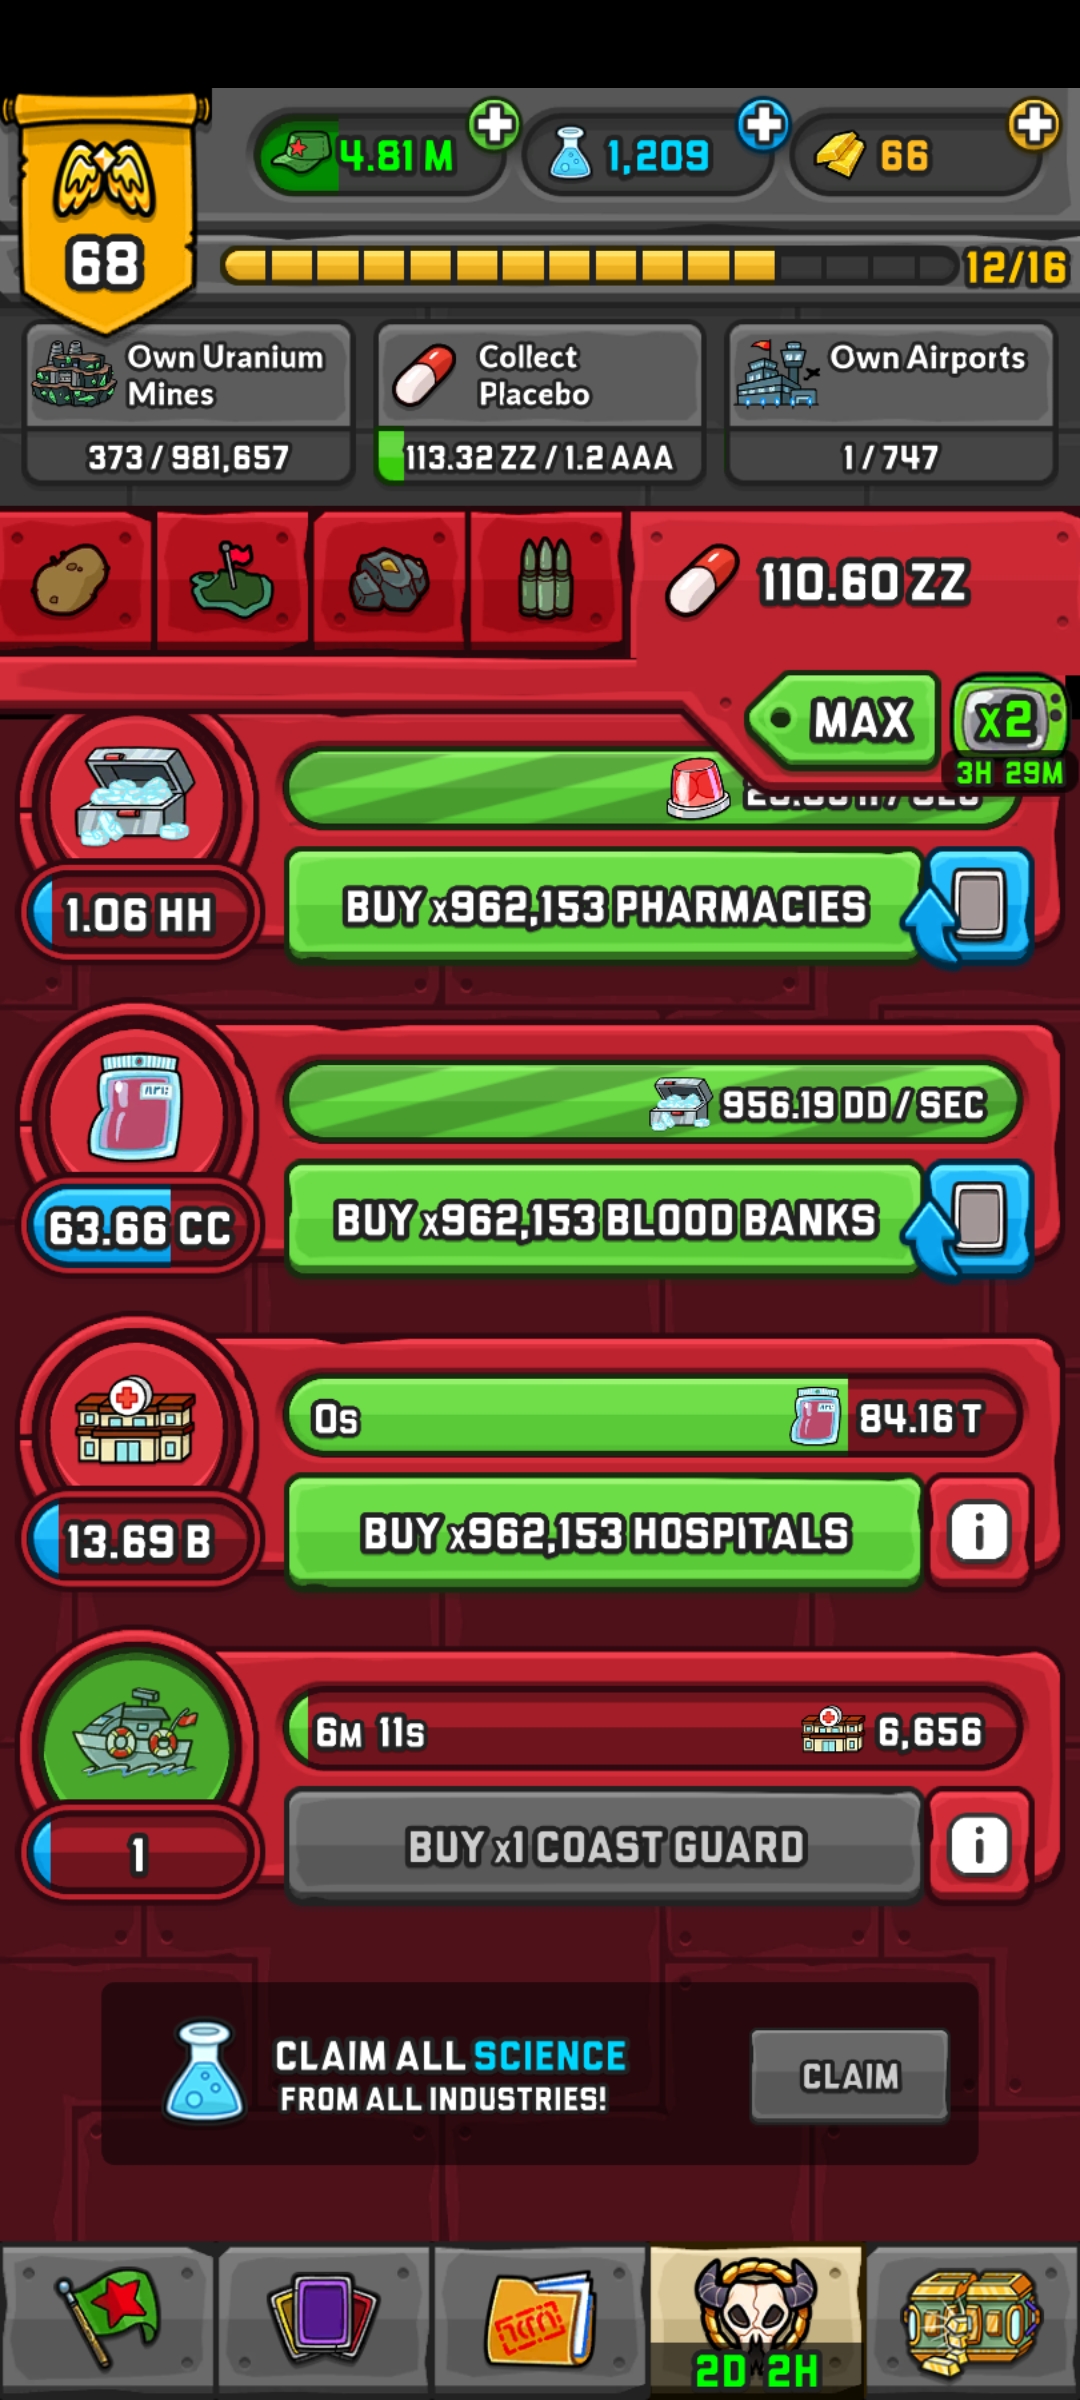 4.81 M
1,209
66
68
12/16
Own Uranium
Mines
373 / 981,657
Collect
Placebo
113.32 ZZ / 1.2 AAA
Own Airports
1 / 747
110.60 ZZ
MAX
x2
3H 29M
1.06 HH
BUY x962,153 PHARMACIES
956.19 DD / SEC
63.66 CC
BUY x962,153 BLOOD BANKS
0s
84.16 T
13.69 B
BUY x962,153 HOSPITALS
i
6M 11s
6,656
1
BUY x1 COAST GUARD
i
CLAIM ALL SCIENCE
FROM ALL INDUSTRIES!
CLAIM
2D 2H